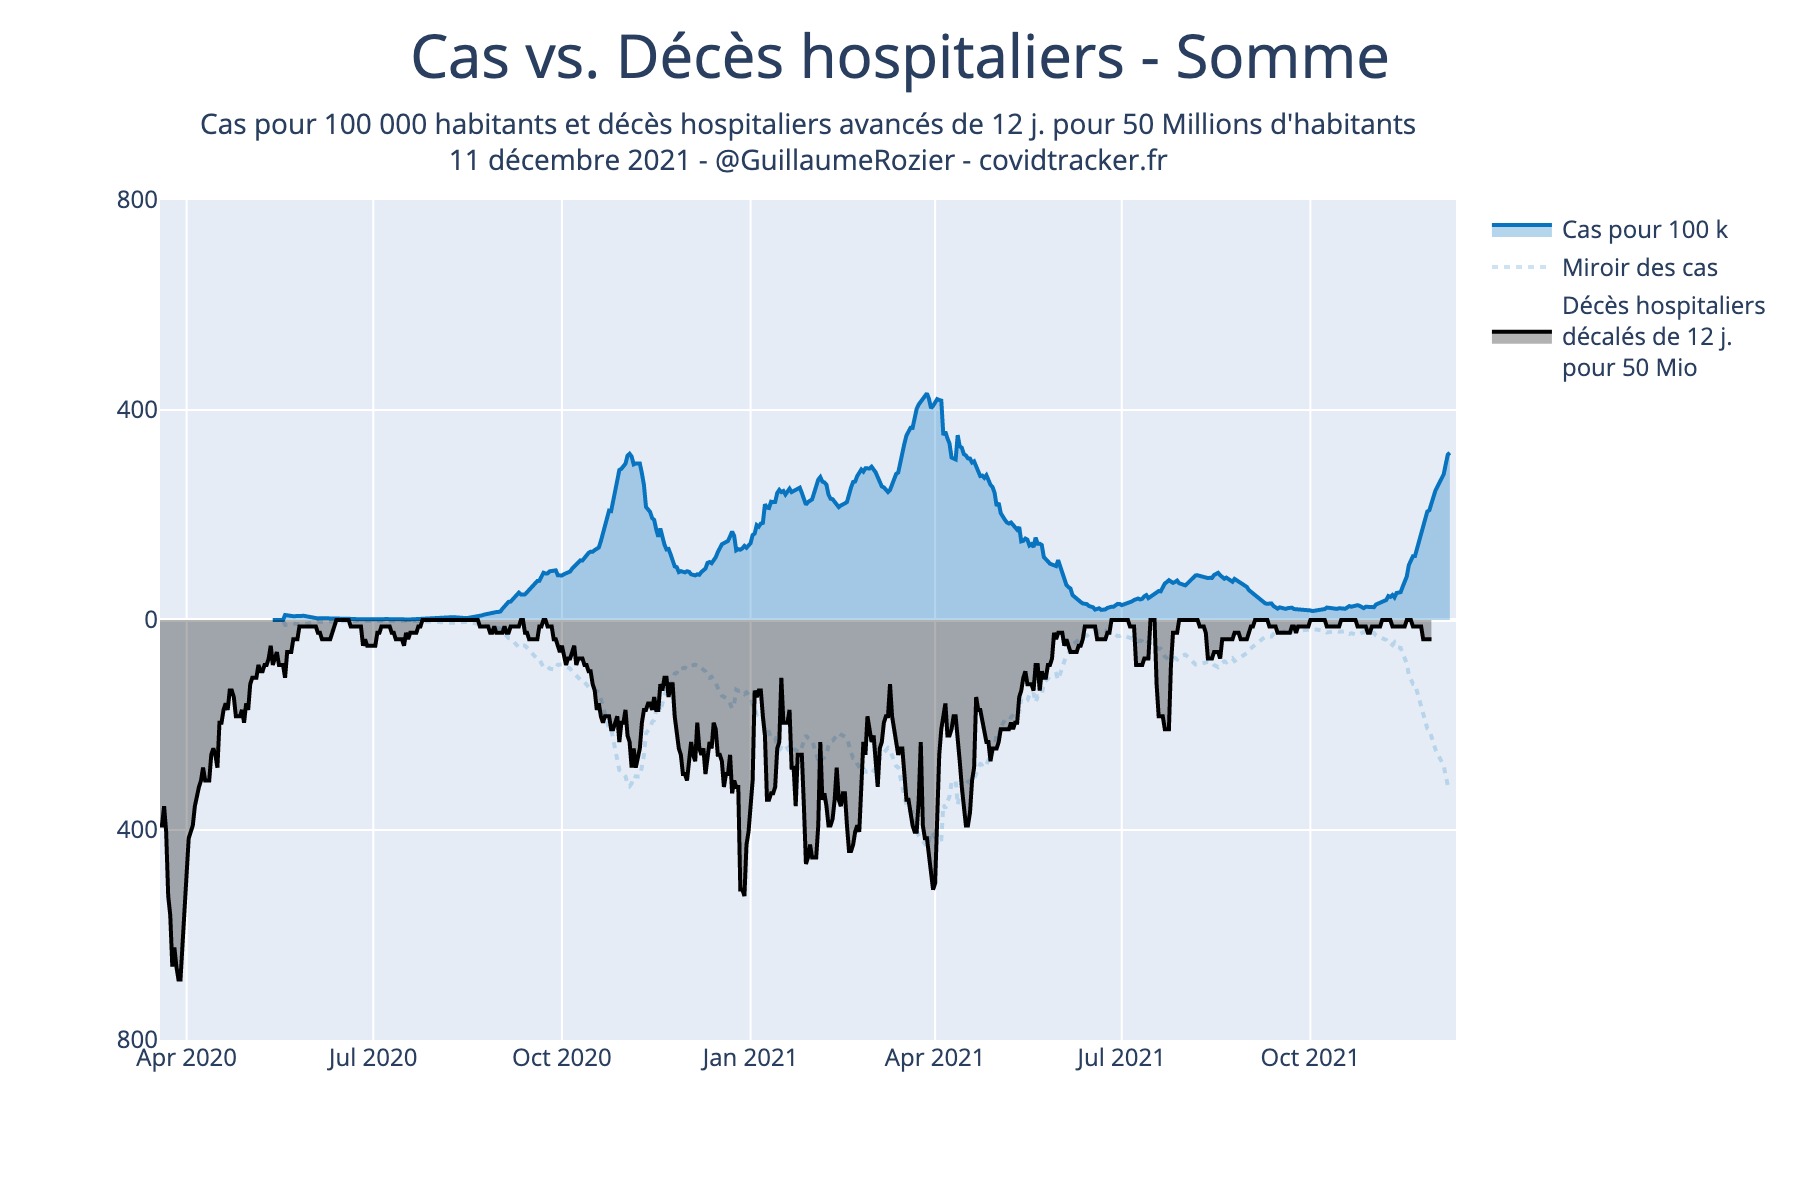 Cas vs. Décès hospitaliers - Somme
Cas pour 100 000 habitants et décès hospitaliers avancés de 12 j. pour 50 Millions d'habitants
11 décembre 2021 - @GuillaumeRozier - covidtracker.fr
800
400
0
400
800
Apr 2020
Jul 2020
Oct 2020
Jan 2021
Apr 2021
Jul 2021
Oct 2021
Cas pour 100 k
Miroir des cas
Décès hospitaliers
décalés de 12 j.
pour 50 Mio